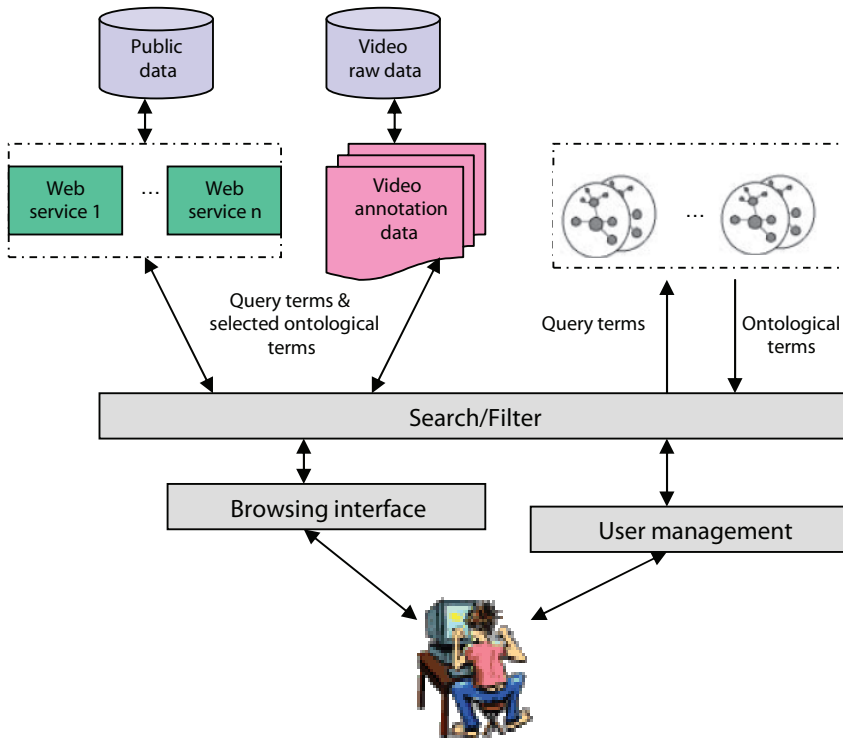 Public
data
Video
raw data
Web
service 1
...
Web
service n
Video
annotation
data
...
Query terms &
selected ontological
terms
Query terms
Ontological
terms
Search/Filter
Browsing interface
User management